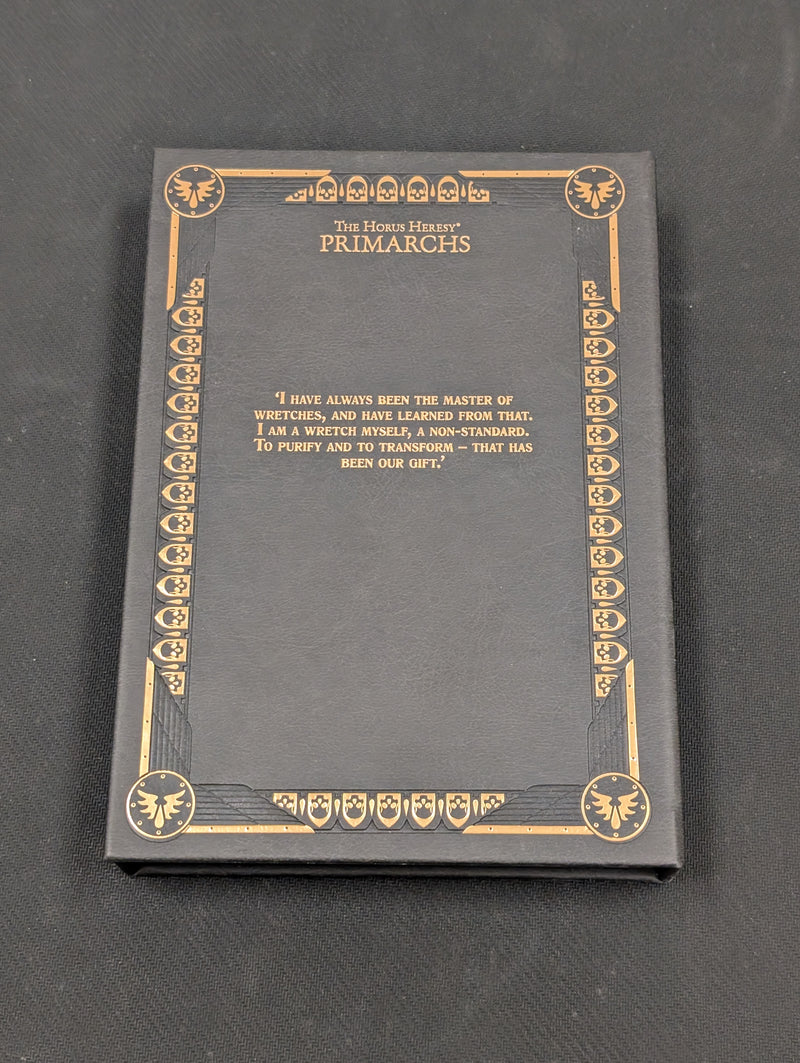 The Horus Heresy®
PRIMARCHS
‘I have always been the master of
wretches, and have learned from that.
I am a wretch myself, a non-standard.
To purify and to transform – that has
been our gift.’